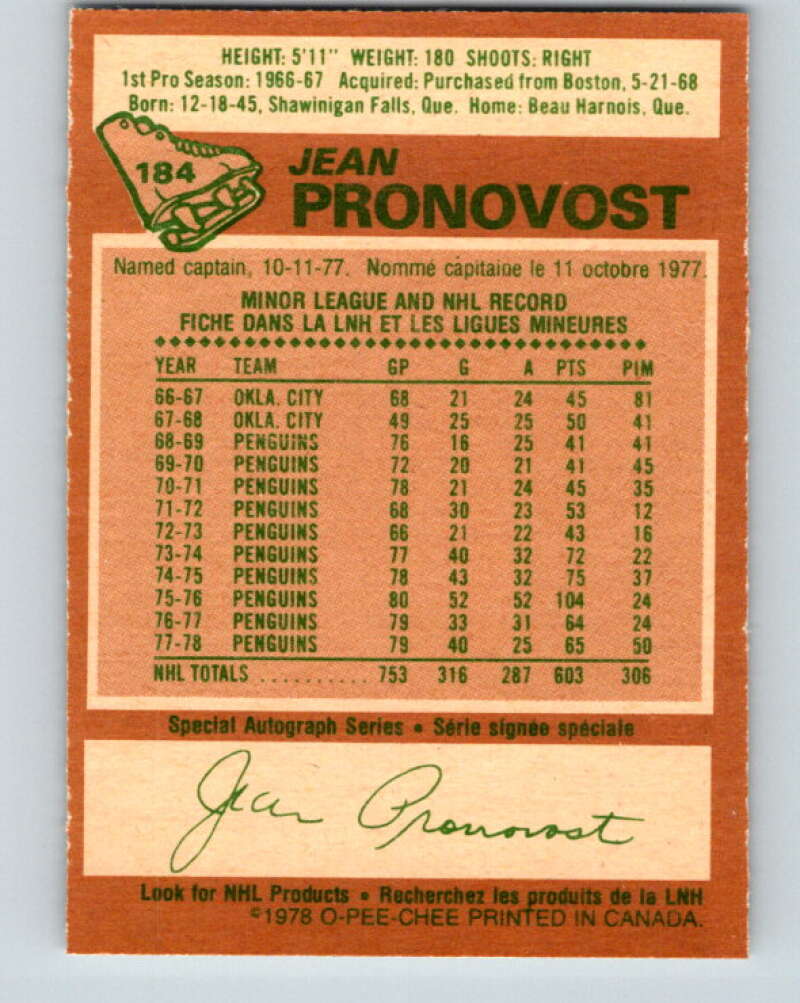 HEIGHT: 5'11" WEIGHT: 180 SHOOTS: RIGHT
1st Pro Season: 1966-67 Acquired: Purchased from Boston, 5-21-68
Born: 12-18-45, Shawinigan Falls, Que. Home: Beau Harnois, Que.
184
JEAN
PRONOVOST
Named captain, 10-11-77. Nommé capitaine le 11 octobre 1977.
MINOR LEAGUE AND NHL RECORD
FICHE DANS LA LNH ET LES LIGUES MINEURES
YEAR TEAM GP G A PTS PIM
66-67 OKLA. CITY 68 21 24 45 81
67-68 OKLA. CITY 49 25 25 50 41
68-69 PENGUINS 76 16 25 41 41
69-70 PENGUINS 72 20 21 41 45
70-71 PENGUINS 78 21 24 45 35
71-72 PENGUINS 68 30 23 53 12
72-73 PENGUINS 66 21 22 43 16
73-74 PENGUINS 77 40 32 72 22
74-75 PENGUINS 78 43 32 75 37
75-76 PENGUINS 80 52 52 104 24
76-77 PENGUINS 79 33 31 64 24
77-78 PENGUINS 79 40 25 65 50
NHL TOTALS .......... 753 316 287 603 306
Special Autograph Series • Série signée spéciale
Jean Pronovost
Look for NHL Products • Recherchez les produits de la LNH
©1978 O-PEE-CHEE PRINTED IN CANADA.